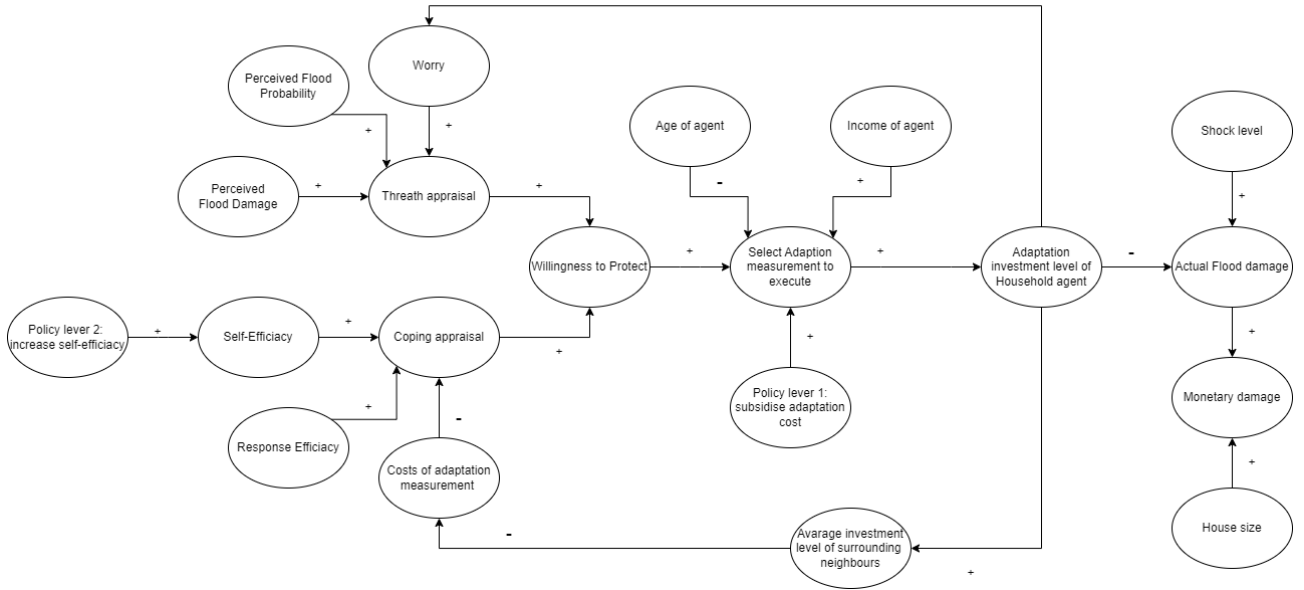 Worry
Perceived Flood
Probability
+
+
Age of agent
Income of agent
Shock level
Perceived
Flood Damage
+
Threath appraisal
+
-
+
+
Willingness to Protect
+
Select Adaption
measurement to
execute
+
Adaptation
investment level of
Household agent
-
Actual Flood damage
Policy lever 2:
increase self-efficiacy
+
Self-Efficiacy
+
Coping appraisal
+
+
+
Response Efficiacy
+
-
Policy lever 1:
subsidise adaptation
cost
Monetary damage
Costs of adaptation
measurement
+
House size
-
Avarage investment
level of surrounding
neighbours
+